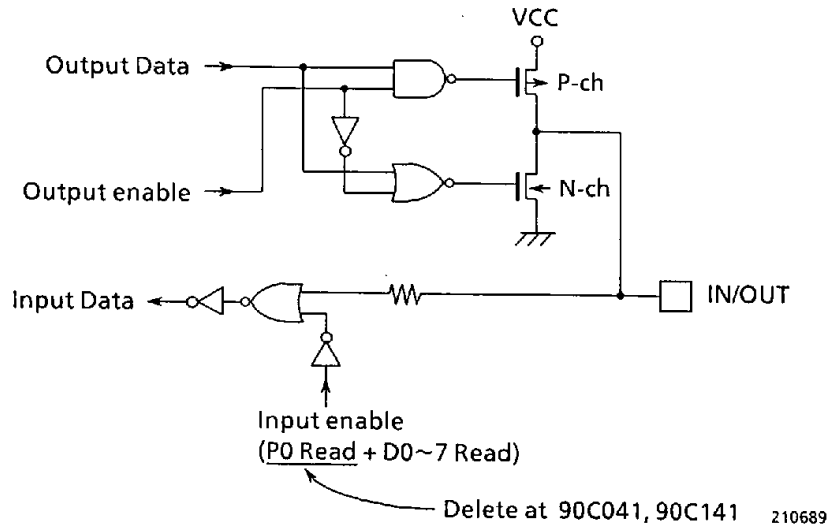 VCC
Output Data
P-ch
Output enable
N-ch
Input Data
IN/OUT
Input enable
(P0 Read + D0~7 Read)
Delete at 90C041, 90C141
210689